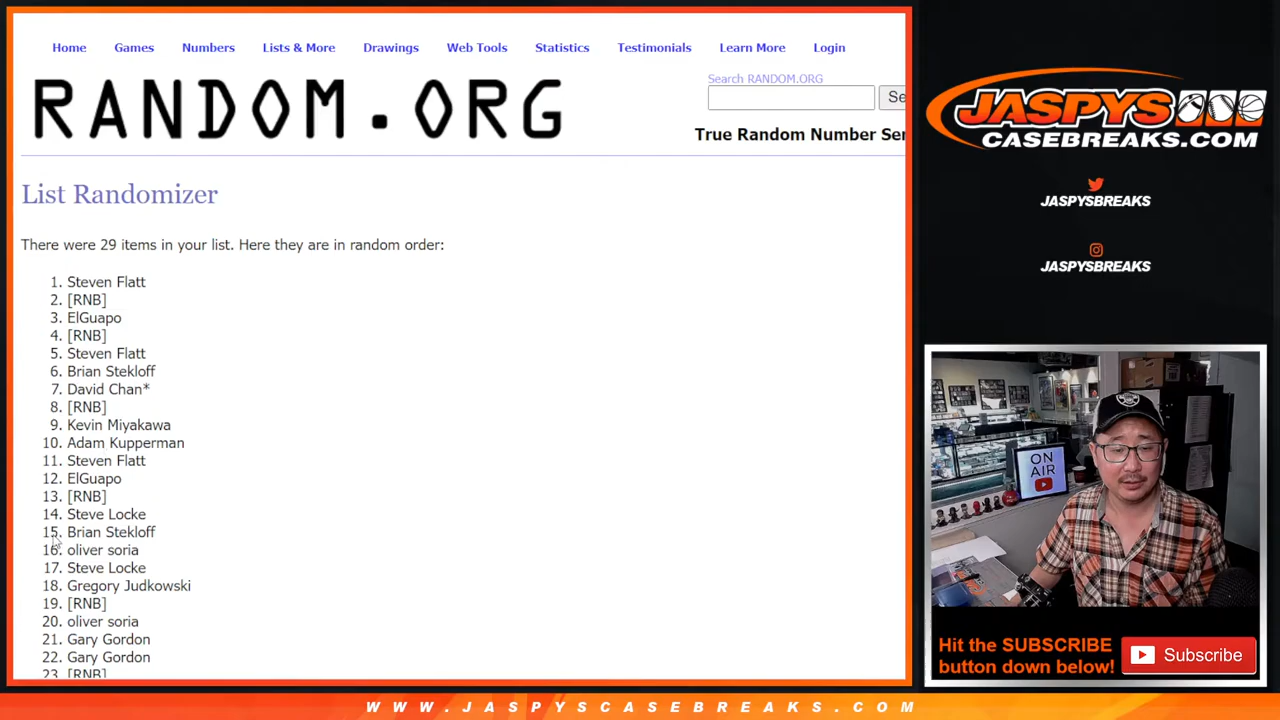 Home Games Numbers Lists & More Drawings Web Tools Statistics Testimonials Learn More Login
Search RANDOM.ORG
RANDOM.ORG
Se
True Random Number Ser
List Randomizer
There were 29 items in your list. Here they are in random order:
1. Steven Flatt
2. [RNB]
3. ElGuapo
4. [RNB]
5. Steven Flatt
6. Brian Stekloff
7. David Chan*
8. [RNB]
9. Kevin Miyakawa
10. Adam Kupperman
11. Steven Flatt
12. ElGuapo
13. [RNB]
14. Steve Locke
15. Brian Stekloff
16. oliver soria
17. Steve Locke
18. Gregory Judkowski
19. [RNB]
20. oliver soria
21. Gary Gordon
22. Gary Gordon
23. [RNB]
JASPYS
CASEBREAKS.COM
JASPYSBREAKS
JASPYSBREAKS
ON
AIR
Hit the SUBSCRIBE
button down below!
Subscribe
WWW.JASPYSCASEBREAKS.COM